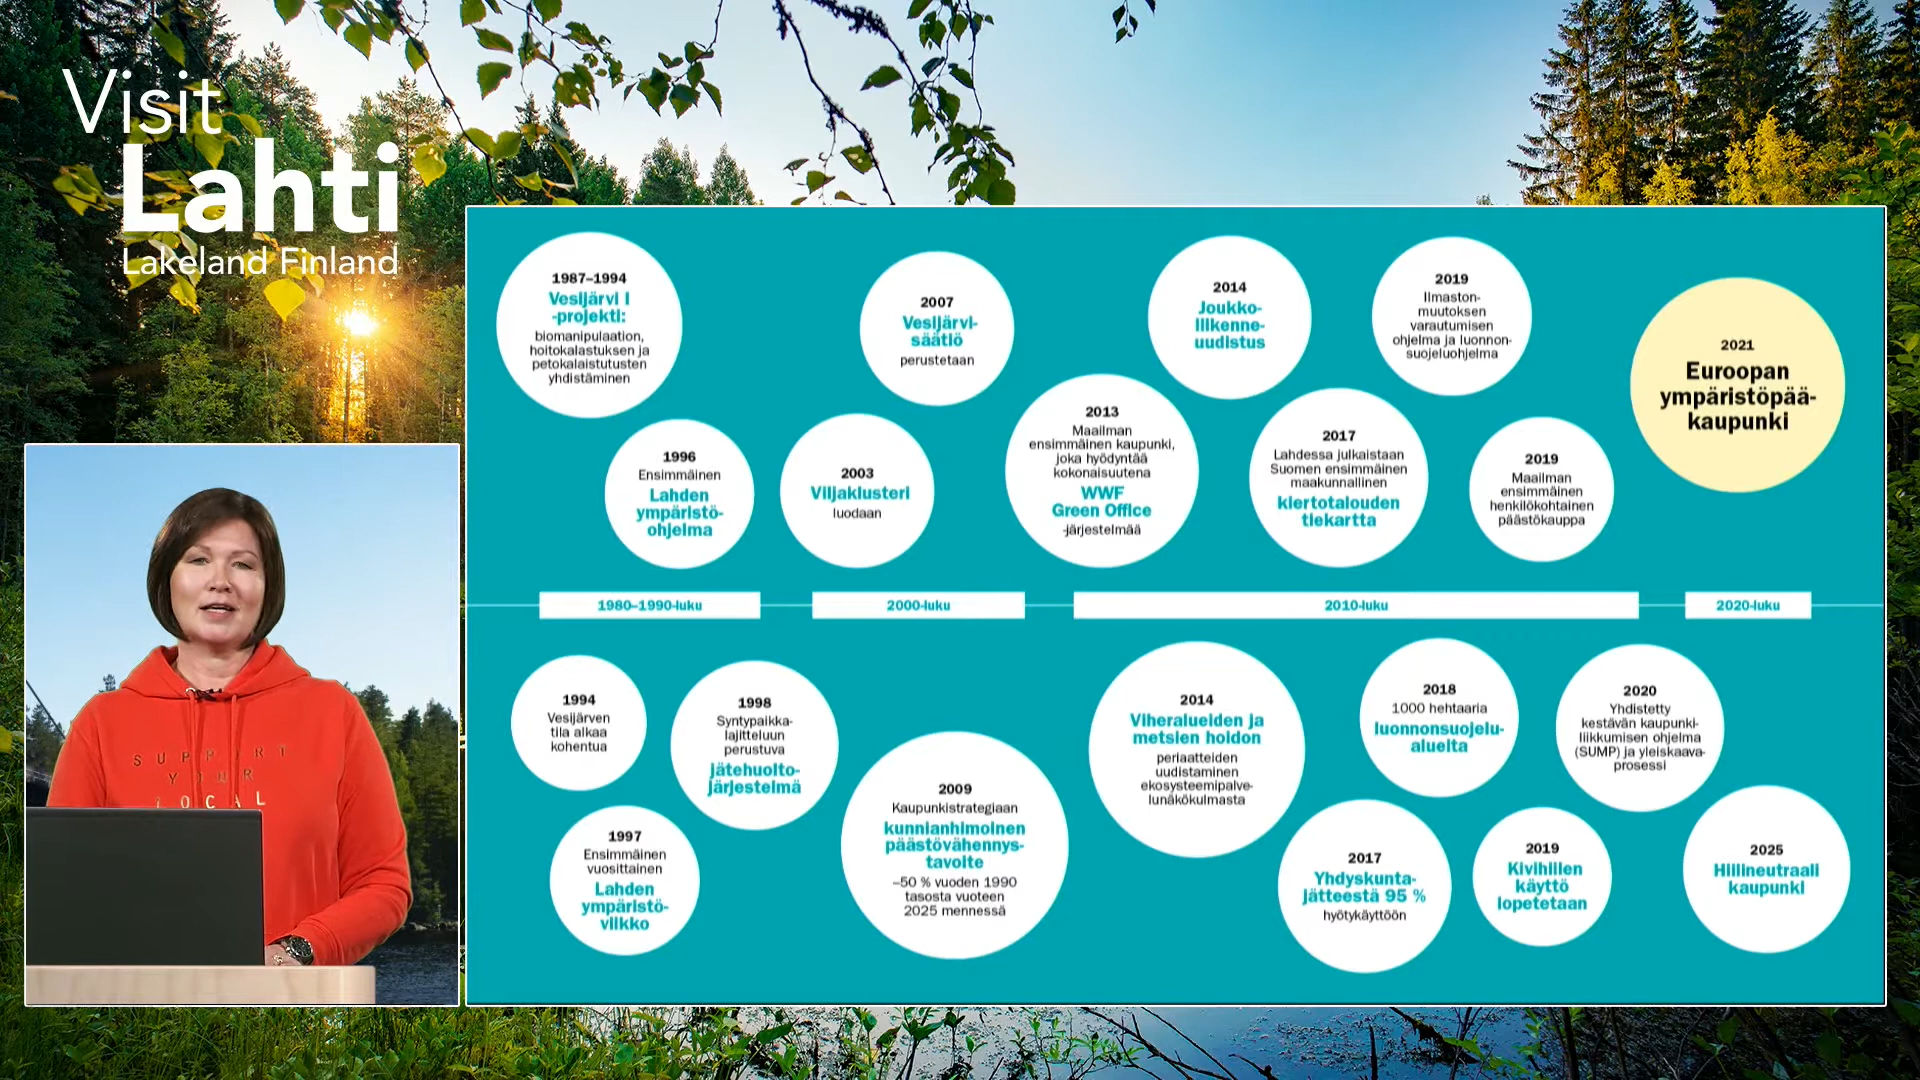 Visit
Lahti
Lakeland Finland
1987–1994
Vesijärvi I
-projekti:
biomanipulaation,
hoitokalastuksen ja
petokalaistutusten
yhdistäminen
1996
Ensimmäinen
Lahden
ympäristö-
ohjelma
2003
Viljaklusteri
luodaan
2007
Vesijärvi-
säätiö
perustetaan
2013
Maailman
ensimmäinen kaupunki,
joka hyödyntää
kokonaisuutena
WWF
Green Office
-järjestelmää
2014
Joukko-
liikenne-
uudistus
2017
Lahdessa julkaistaan
Suomen ensimmäinen
maakunnallinen
kiertotalouden
tiekartta
2019
Ilmaston-
muutoksen
varautumisen
ohjelma ja luonnon-
suojeluohjelma
2019
Maailman
ensimmäinen
henkilökohtainen
päästökauppa
2021
Euroopan
ympäristöpää-
kaupunki
1980–1990-luku
2000-luku
2010-luku
2020-luku
1994
Vesijärven
tila alkaa
kohentua
1997
Ensimmäinen
vuosittainen
Lahden
ympäristö-
viikko
1998
Syntypaikka-
lajitteluun
perustuva
jätehuolto-
järjestelmä
2009
Kaupunkistrategiaan
kunnianhimoinen
päästövähennys-
tavoite
–50 % vuoden 1990
tasosta vuoteen
2025 mennessä
2014
Viheralueiden ja
metsien hoidon
periaatteiden
uudistaminen
ekosysteemipalve-
lunäkökulmasta
2017
Yhdyskunta-
jätteestä 95 %
hyötykäyttöön
2018
1000 hehtaaria
luonnonsuojelu-
alueita
2019
Kivihiilen
käyttö
lopetetaan
2020
Yhdistetty
kestävän kaupunki-
liikkumisen ohjelma
(SUMP) ja yleiskaava-
prosessi
2025
Hiilineutraali
kaupunki
SUPPORT
YOUR
LOCAL